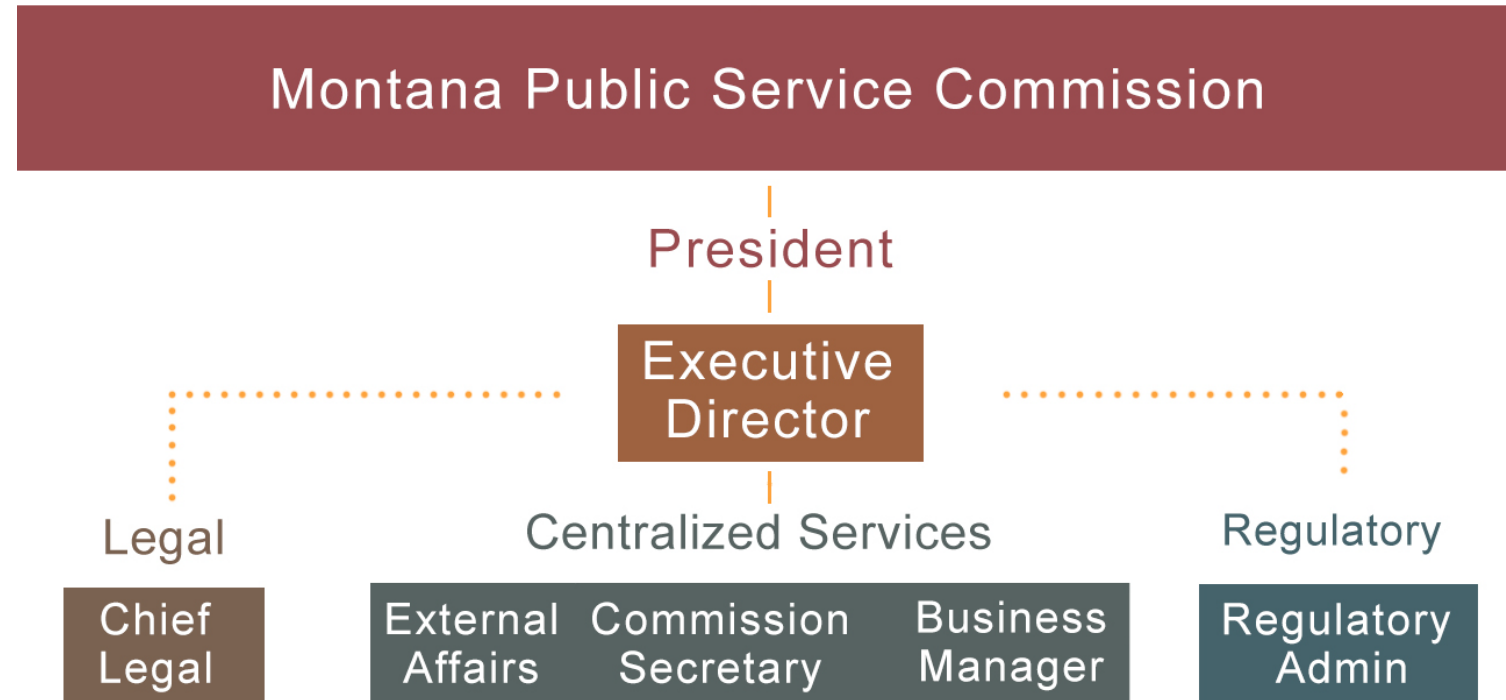 Montana Public Service Commission
President
Executive
Director
Legal
Centralized Services
Regulatory
Chief
Legal
External
Affairs
Commission
Secretary
Business
Manager
Regulatory
Admin